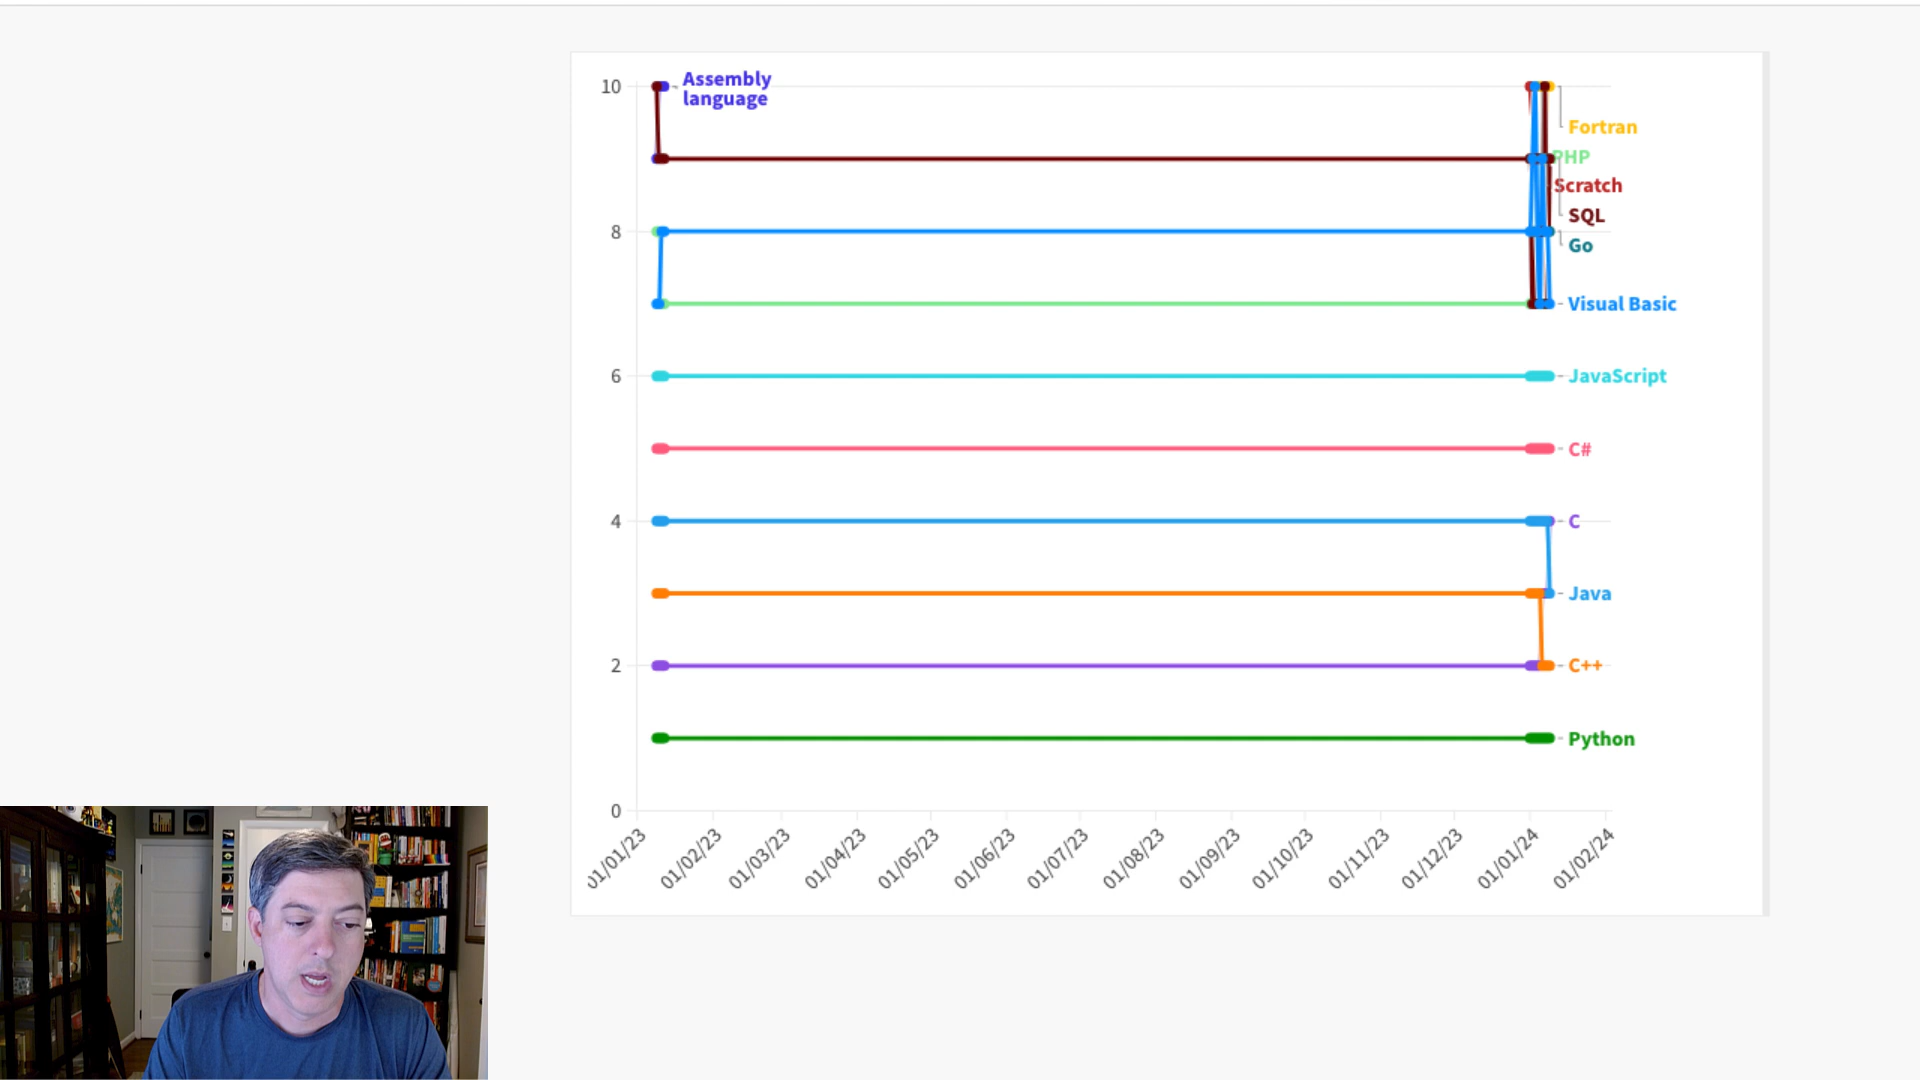 10
Assembly
language
Fortran
PHP
Scratch
SQL
8
Go
Visual Basic
6
JavaScript
C#
4
C
Java
2
C++
Python
0
01/01/23
01/02/23
01/03/23
01/04/23
01/05/23
01/06/23
01/07/23
01/08/23
01/09/23
01/10/23
01/11/23
01/12/23
01/01/24
01/02/24